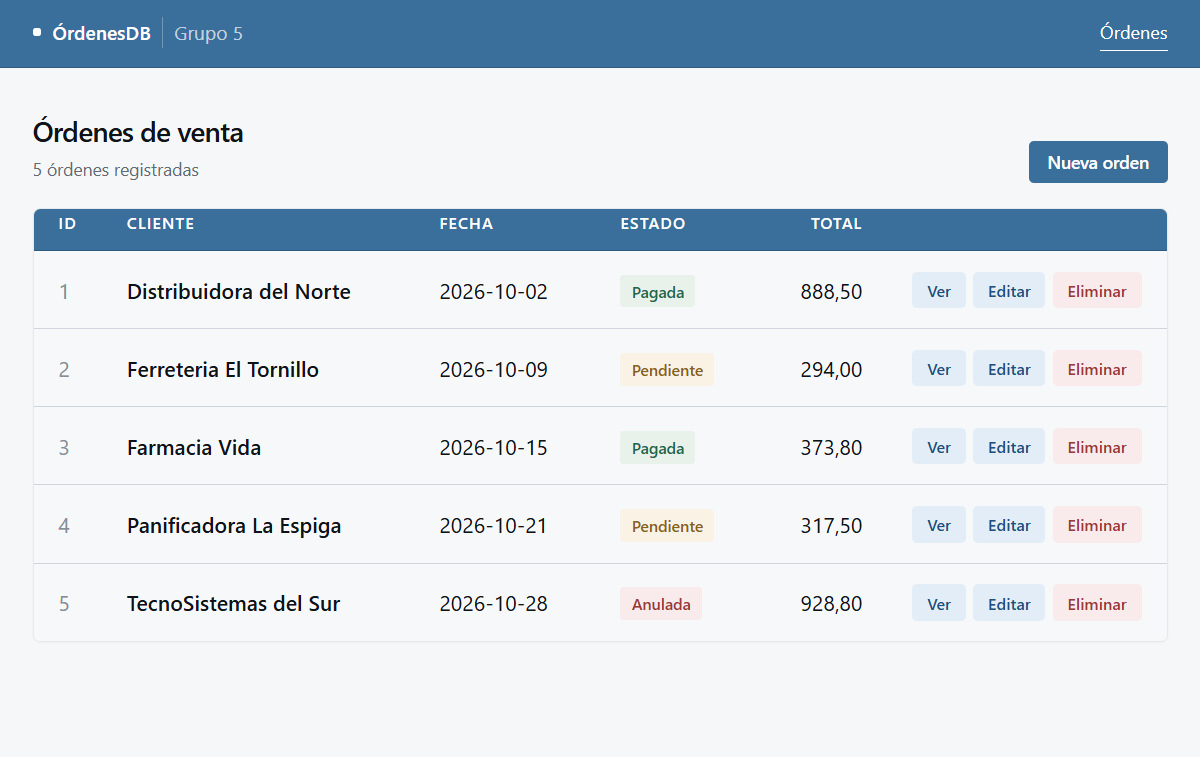 ÓrdenesDB Grupo 5 Órdenes
Órdenes de venta
5 órdenes registradas
Nueva orden
ID CLIENTE FECHA ESTADO TOTAL
1 Distribuidora del Norte 2026-10-02 Pagada 888,50 Ver Editar Eliminar
2 Ferreteria El Tornillo 2026-10-09 Pendiente 294,00 Ver Editar Eliminar
3 Farmacia Vida 2026-10-15 Pagada 373,80 Ver Editar Eliminar
4 Panificadora La Espiga 2026-10-21 Pendiente 317,50 Ver Editar Eliminar
5 TecnoSistemas del Sur 2026-10-28 Anulada 928,80 Ver Editar Eliminar